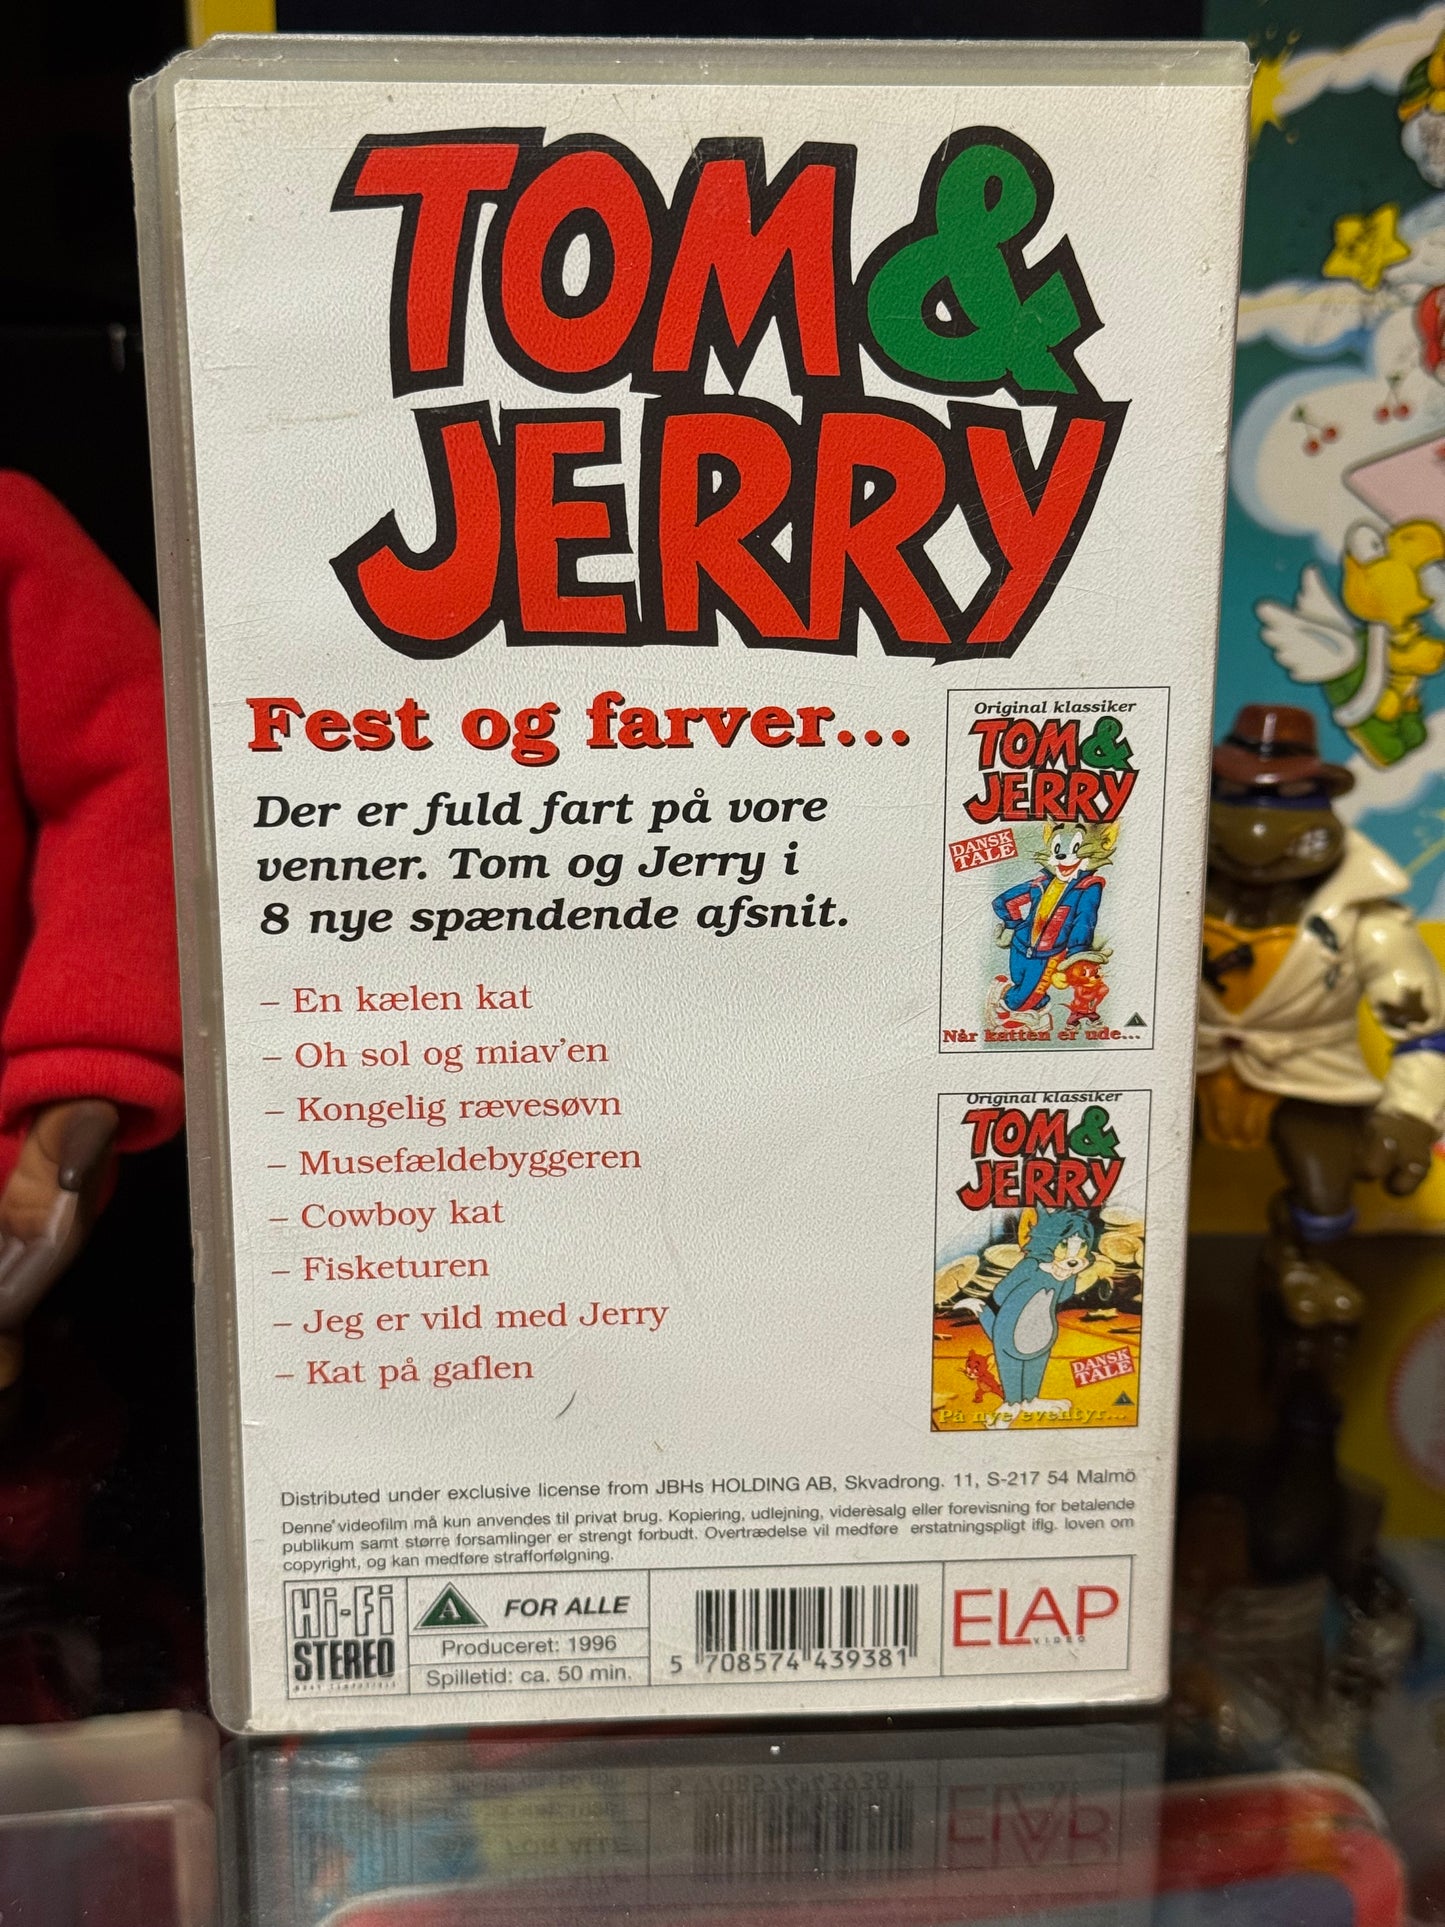 TOM &
JERRY
Fest og farver...
Der er fuld fart på vore
venner. Tom og Jerry i
8 nye spændende afsnit.
– En kælen kat
– Oh sol og miav'en
– Kongelig rævesøvn
– Musefældebyggeren
– Cowboy kat
– Fisketuren
– Jeg er vild med Jerry
– Kat på gaflen
Original klassiker
TOM &
JERRY
DANSK
TALE
Når katten er ude...
Original klassiker
TOM &
JERRY
DANSK
TALE
På nye eventyr...
Distributed under exclusive license from JBHs HOLDING AB, Skvadrong. 11, S-217 54 Malmö
Denne videofilm må kun anvendes til privat brug. Kopiering, udlejning, videresalg eller forevisning for betalende
publikum samt større forsamlinger er strengt forbudt. Overtrædelse vil medføre erstatningspligt iflg. loven om
copyright, og kan medføre strafforfølgning.
Hi-Fi
STEREO
MONO COMPATIBLE
A FOR ALLE
Produceret: 1996
Spilletid: ca. 50 min.
5 708574 439381
ELAP
VIDEO